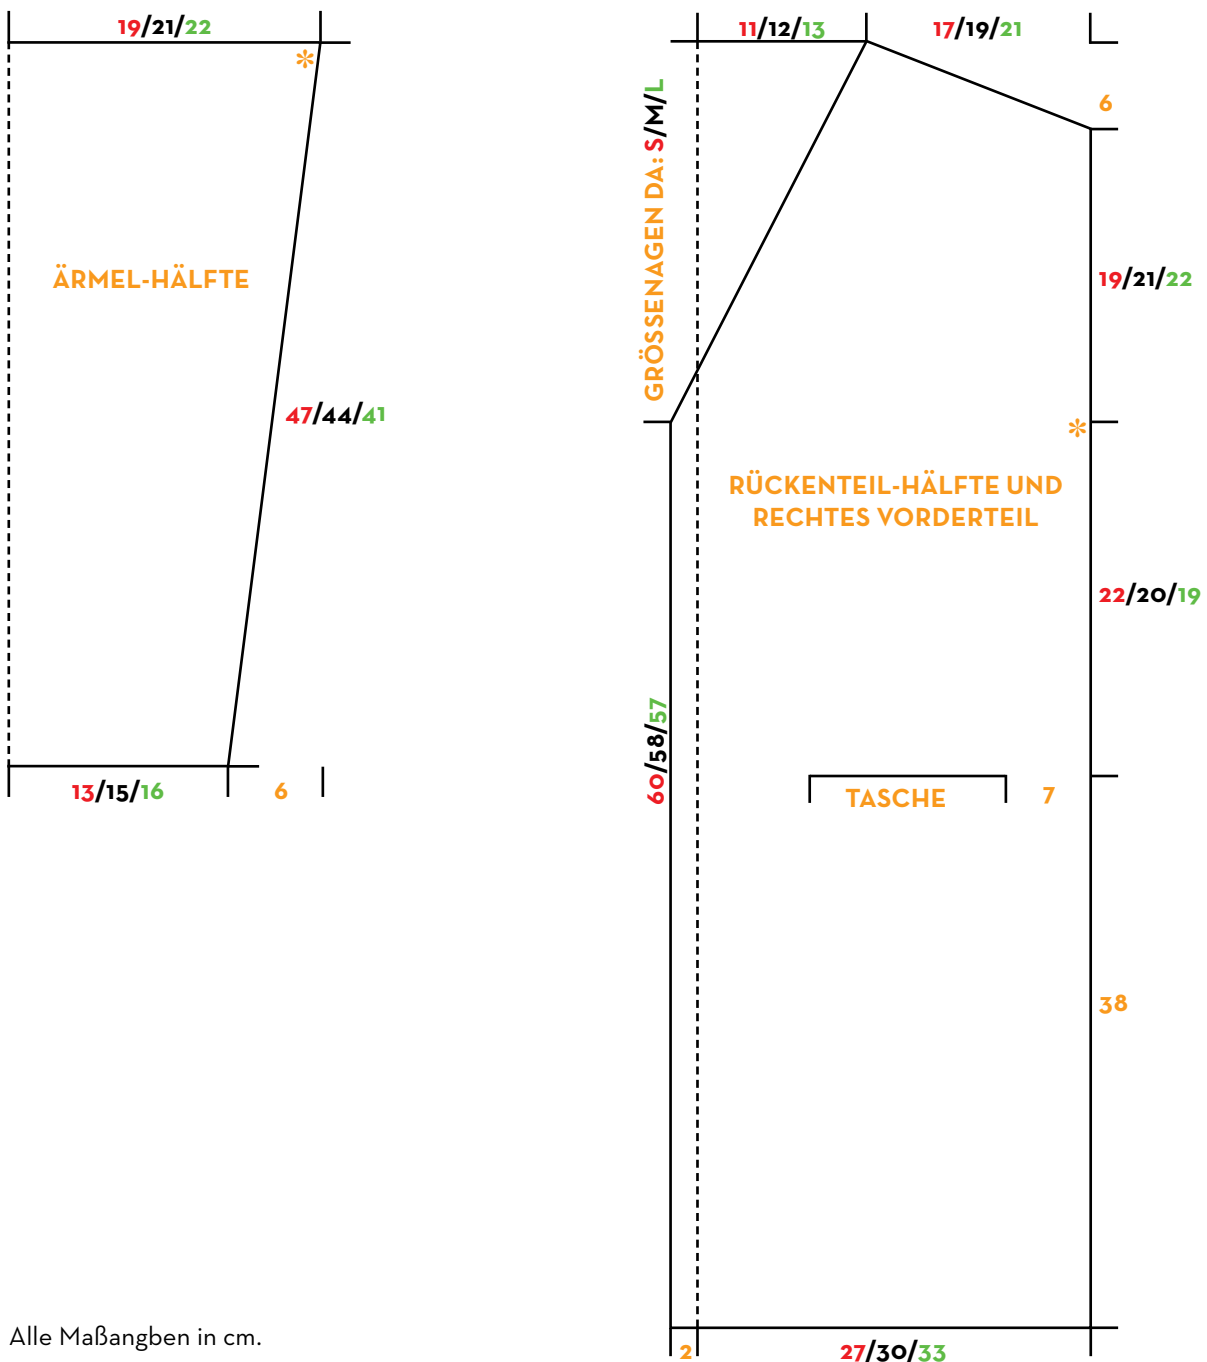 19/21/22
*
ÄRMEL-HÄLFTE
47/44/41
13/15/16
6
11/12/13
17/19/21
6
GRÖSSENAGEN DA: S/M/L
19/21/22
*
RÜCKENTEIL-HÄLFTE UND
RECHTES VORDERTEIL
22/20/19
60/58/57
TASCHE
7
38
2
27/30/33
Alle Maßangben in cm.